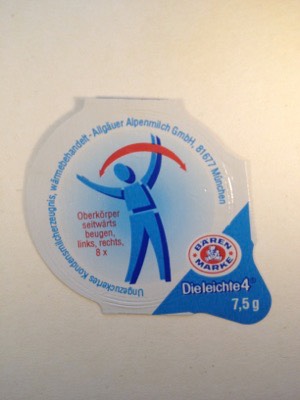 Ungezuckertes Kondensmilcherzeugnis, wärmebehandelt - Allgäuer Alpenmilch GmbH, 81677 München
Oberkörper
seitwärts
beugen,
links, rechts,
8 x
BÄREN
MARKE
Die leichte 4
7,5 g